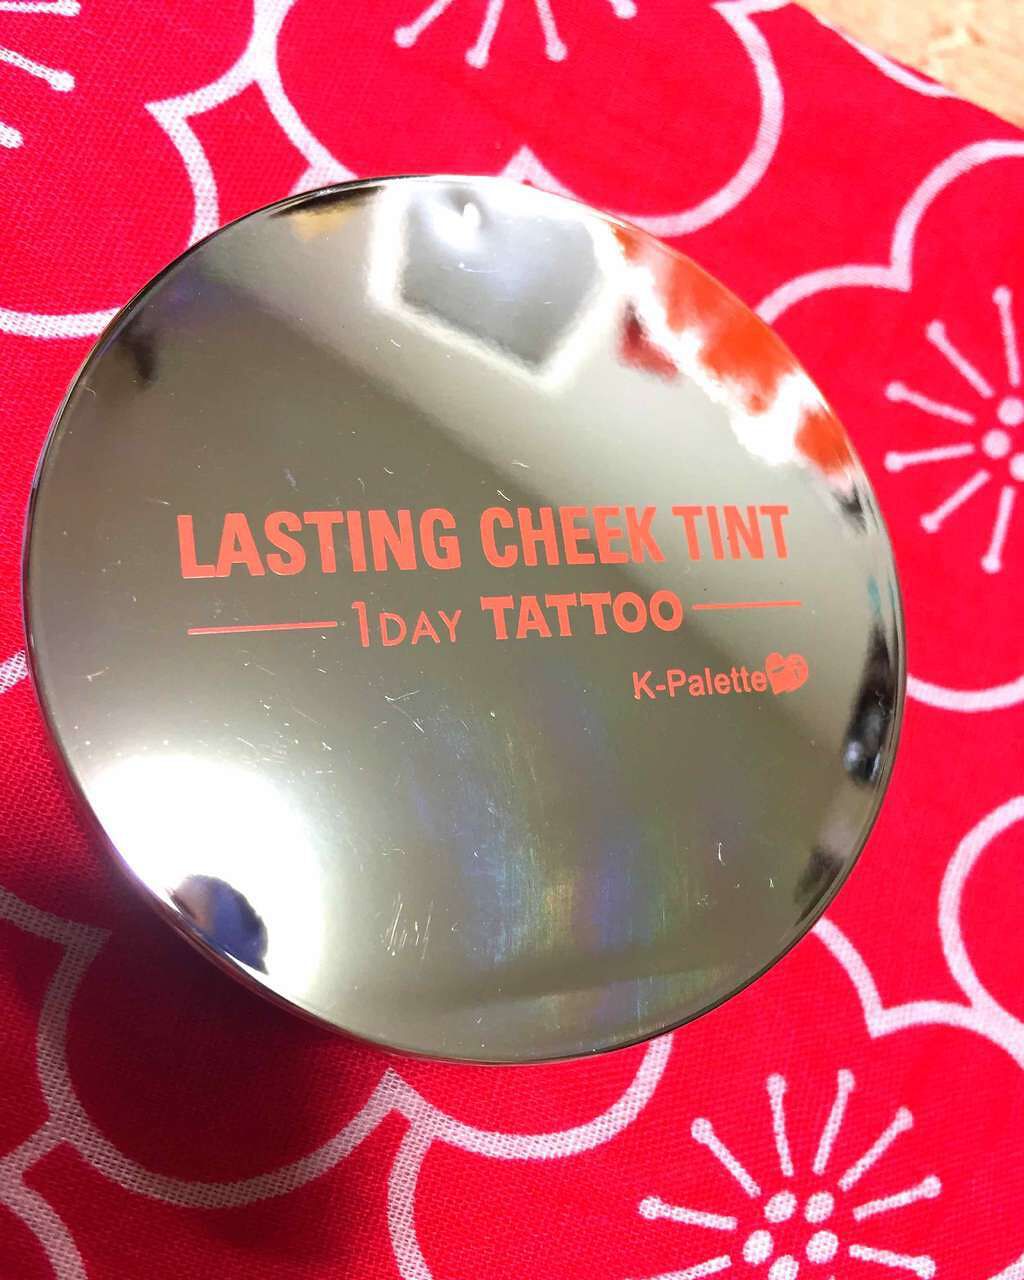 LASTING CHEEK TINT
1DAY TATTOO
K-Palette